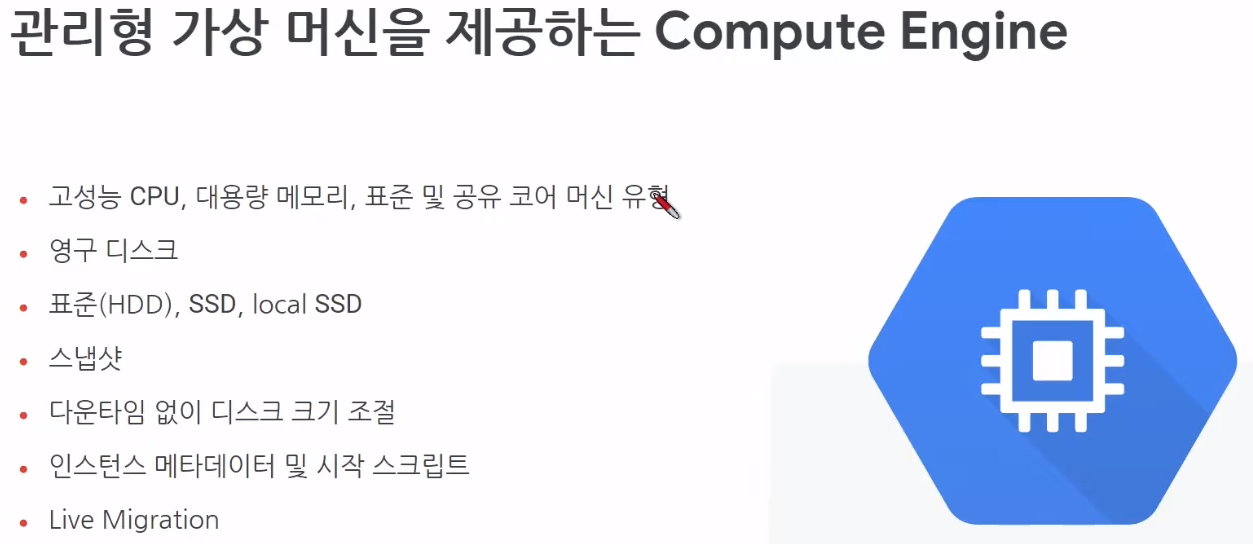 관리형 가상 머신을 제공하는 Compute Engine
고성능 CPU, 대용량 메모리, 표준 및 공유 코어 머신 유형
영구 디스크
표준(HDD), SSD, local SSD
스냅샷
다운타임 없이 디스크 크기 조절
인스턴스 메타데이터 및 시작 스크립트
Live Migration